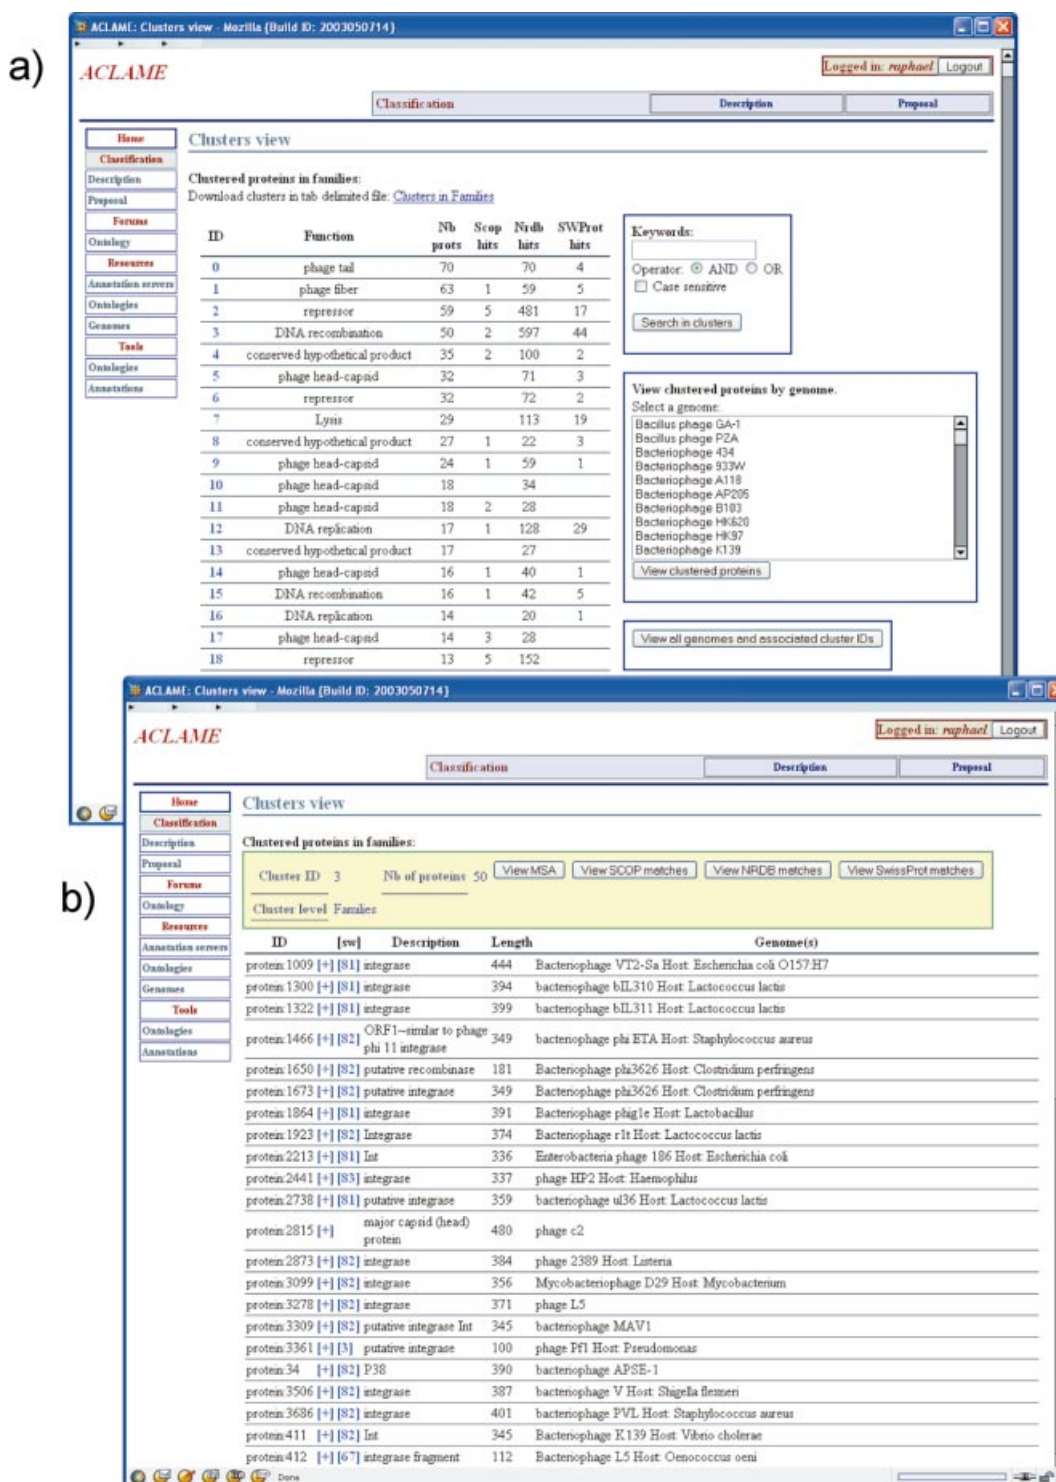 a)
ACLAME: Clusters view - Mozilla {Build ID: 2003050714}
ACLAME
Logged in: raphael Logout
Classification Description Proposal
Home
Classification
Description
Proposal
Forums
Ontology
Resources
Annotation servers
Ontologies
Genomes
Tools
Ontologies
Annotations
Clusters view
Clustered proteins in families:
Download clusters in tab delimited file: Clusters in Families
ID Function Nb prots Scop hits Nrdb hits SWProt hits
0 phage tail 70 70 4
1 phage fiber 63 1 59 5
2 repressor 59 5 481 17
3 DNA recombination 50 2 597 44
4 conserved hypothetical product 35 2 100 2
5 phage head-capsid 32 71 3
6 repressor 32 72 2
7 Lysis 29 113 19
8 conserved hypothetical product 27 1 22 3
9 phage head-capsid 24 1 59 1
10 phage head-capsid 18 34
11 phage head-capsid 18 2 28
12 DNA replication 17 1 128 29
13 conserved hypothetical product 17 27
14 phage head-capsid 16 1 40 1
15 DNA recombination 16 1 42 5
16 DNA replication 14 20 1
17 phage head-capsid 14 3 28
18 repressor 13 5 152
Keywords:
Operator: AND OR
Case sensitive
Search in clusters
View clustered proteins by genome.
Select a genome:
Bacillus phage GA-1
Bacillus phage PZA
Bacteriophage 434
Bacteriophage 933W
Bacteriophage A118
Bacteriophage AP205
Bacteriophage B103
Bacteriophage HK620
Bacteriophage HK97
Bacteriophage K139
View clustered proteins
View all genomes and associated cluster IDs
b)
ACLAME: Clusters view - Mozilla {Build ID: 2003050714}
ACLAME
Logged in: raphael Logout
Classification Description Proposal
Home
Classification
Description
Proposal
Forums
Ontology
Resources
Annotation servers
Ontologies
Genomes
Tools
Ontologies
Annotations
Clusters view
Clustered proteins in families:
Cluster ID 3 Nb of proteins 50 View MSA View SCOP matches View NRDB matches View SwissProt matches
Cluster level Families
ID [sw] Description Length Genome(s)
protein:1009 [+] [81] integrase 444 Bacteriophage VT2-Sa Host: Escherichia coli O157:H7
protein:1300 [+] [81] integrase 394 bacteriophage bIL310 Host: Lactococcus lactis
protein:1322 [+] [81] integrase 399 bacteriophage bIL311 Host: Lactococcus lactis
protein:1466 [+] [82] ORF1~similar to phage phi 11 integrase 349 bacteriophage phi ETA Host: Staphylococcus aureus
protein:1650 [+] [82] putative recombinase 181 Bacteriophage phi3626 Host: Clostridium perfringens
protein:1673 [+] [82] putative integrase 349 Bacteriophage phi3626 Host: Clostridium perfringens
protein:1864 [+] [81] integrase 391 Bacteriophage phig1e Host: Lactobacillus
protein:1923 [+] [82] Integrase 374 Bacteriophage r1t Host: Lactococcus lactis
protein:2213 [+] [81] Int 336 Enterobacteria phage 186 Host: Escherichia coli
protein:2441 [+] [83] integrase 337 phage HP2 Host: Haemophilus
protein:2738 [+] [81] putative integrase 359 bacteriophage ul36 Host: Lactococcus lactis
protein:2815 [+] major capsid (head) protein 480 phage c2
protein:2873 [+] [82] integrase 384 phage 2389 Host: Listeria
protein:3099 [+] [82] integrase 356 Mycobacteriophage D29 Host: Mycobacterium
protein:3278 [+] [82] integrase 371 phage L5
protein:3309 [+] [82] putative integrase Int 345 bacteriophage MAV1
protein:3361 [+] [3] putative integrase 100 phage Pf1 Host: Pseudomonas
protein:34 [+] [82] P38 390 bacteriophage APSE-1
protein:3506 [+] [82] integrase 387 bacteriophage V Host: Shigella flexneri
protein:3686 [+] [82] integrase 401 bacteriophage PVL Host: Staphylococcus aureus
protein:411 [+] [82] Int 345 Bacteriophage K139 Host: Vibrio cholerae
protein:412 [+] [67] integrase fragment 112 Bacteriophage L5 Host: Oenococcus oeni
Done